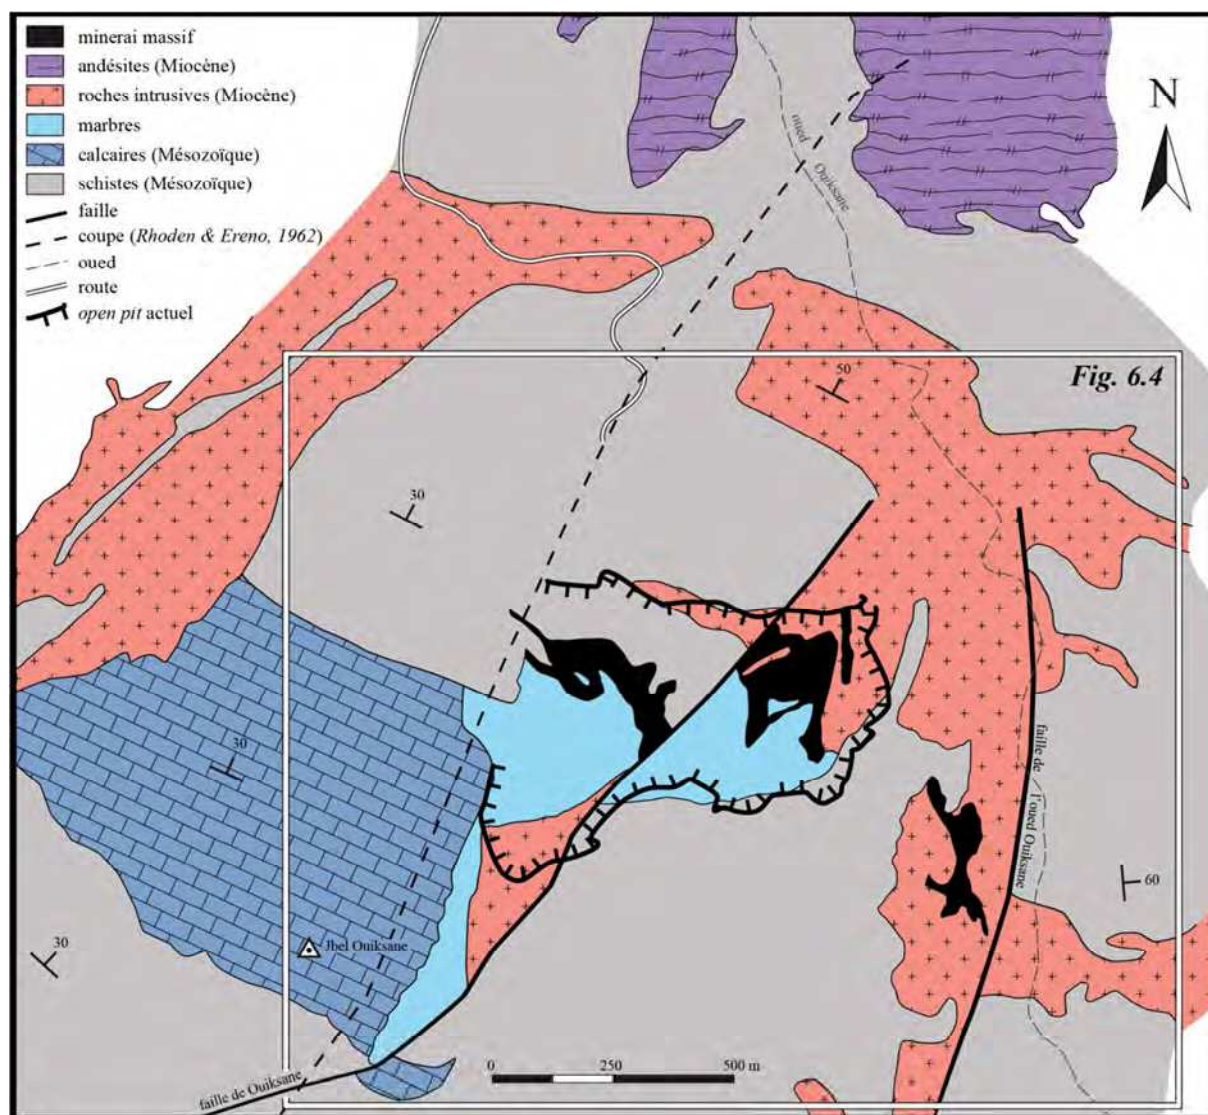 minerai massif
andésites (Miocène)
roches intrusives (Miocène)
marbres
calcaires (Mésozoïque)
schistes (Mésozoïque)
faille
coupe (Rhoden & Ereno, 1962)
oued
route
open pit actuel
N
oued Ouiksane
Fig. 6.4
50
30
30
30
60
faille de l'oued Ouiksane
Jbel Ouiksane
faille de Ouiksane
0 250 500 m